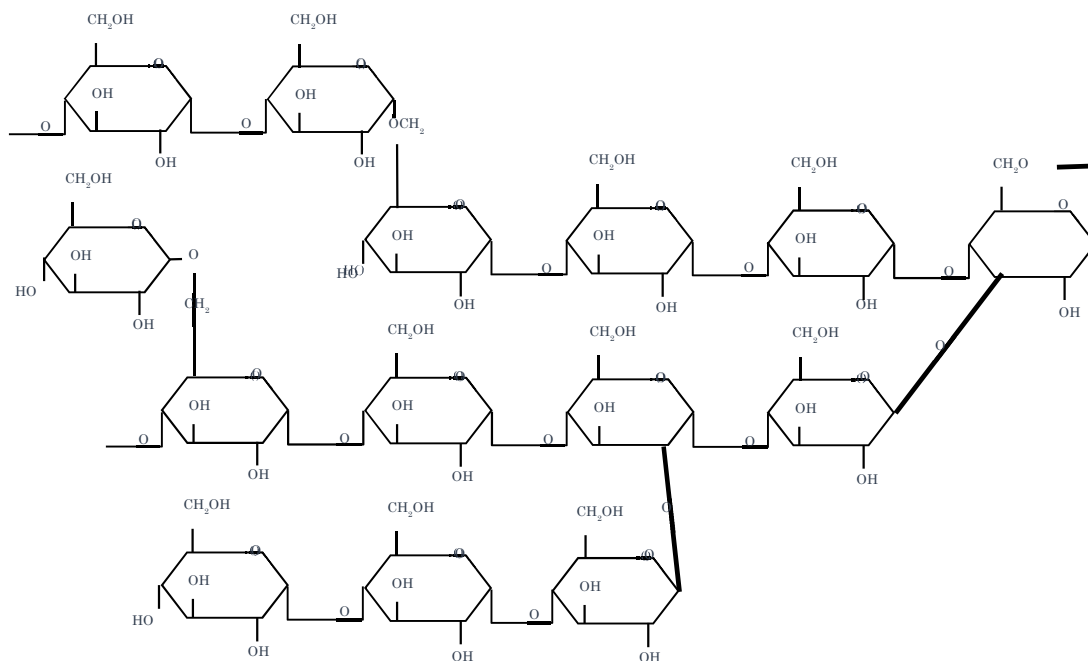 CH₂OH CH₂OH
O O
OH OH
O O OCH₂
OH OH
CH₂OH CH₂OH CH₂O
CH₂OH
O O O O O
OH OH OH OH
OH O
HO HO O O O
HO OH OH OH OH
CH₂ OH
CH₂OH CH₂OH CH₂OH
O
O O O O
OH OH OH OH
O O O O
OH OH OH
CH₂OH CH₂OH CH₂OH
O
O O O
OH OH OH
O O
HO
OH OH OH